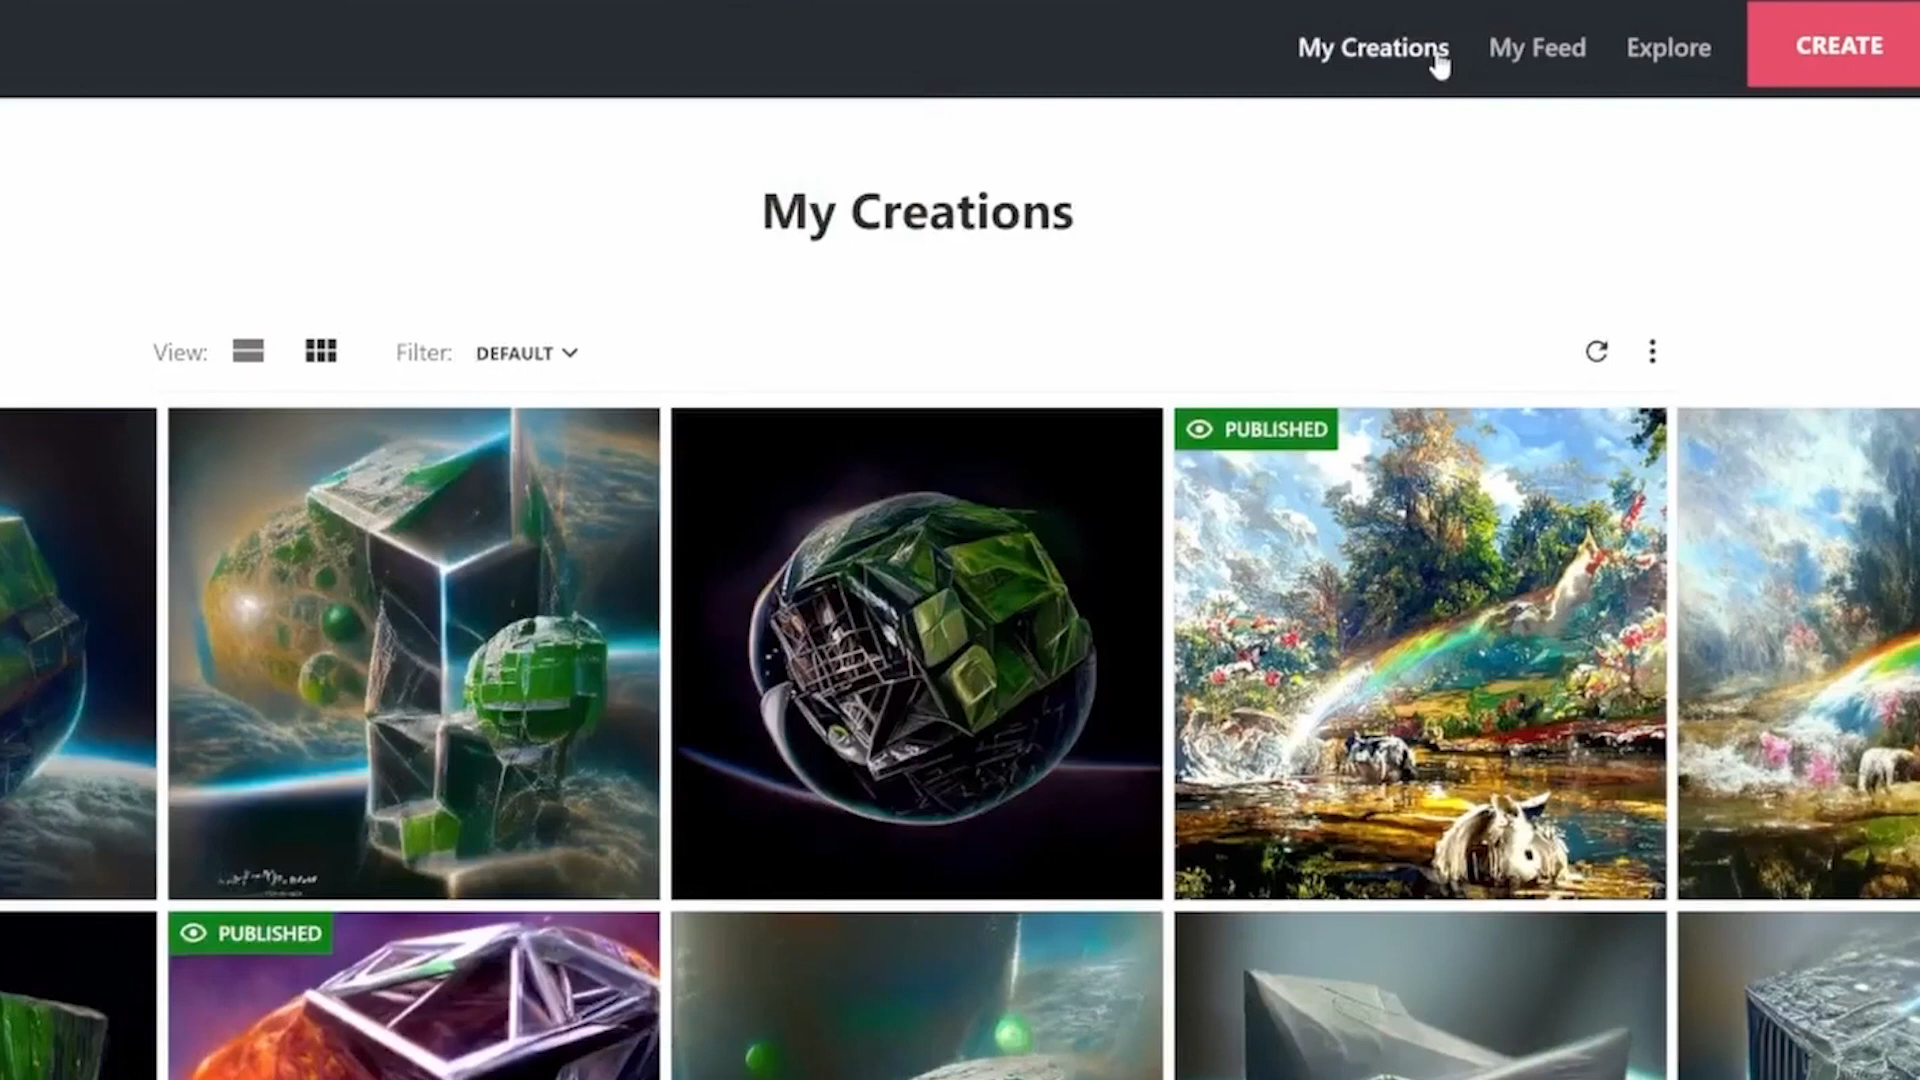 My Creations
My Feed
Explore
CREATE
My Creations
View:
Filter:
DEFAULT
PUBLISHED
PUBLISHED